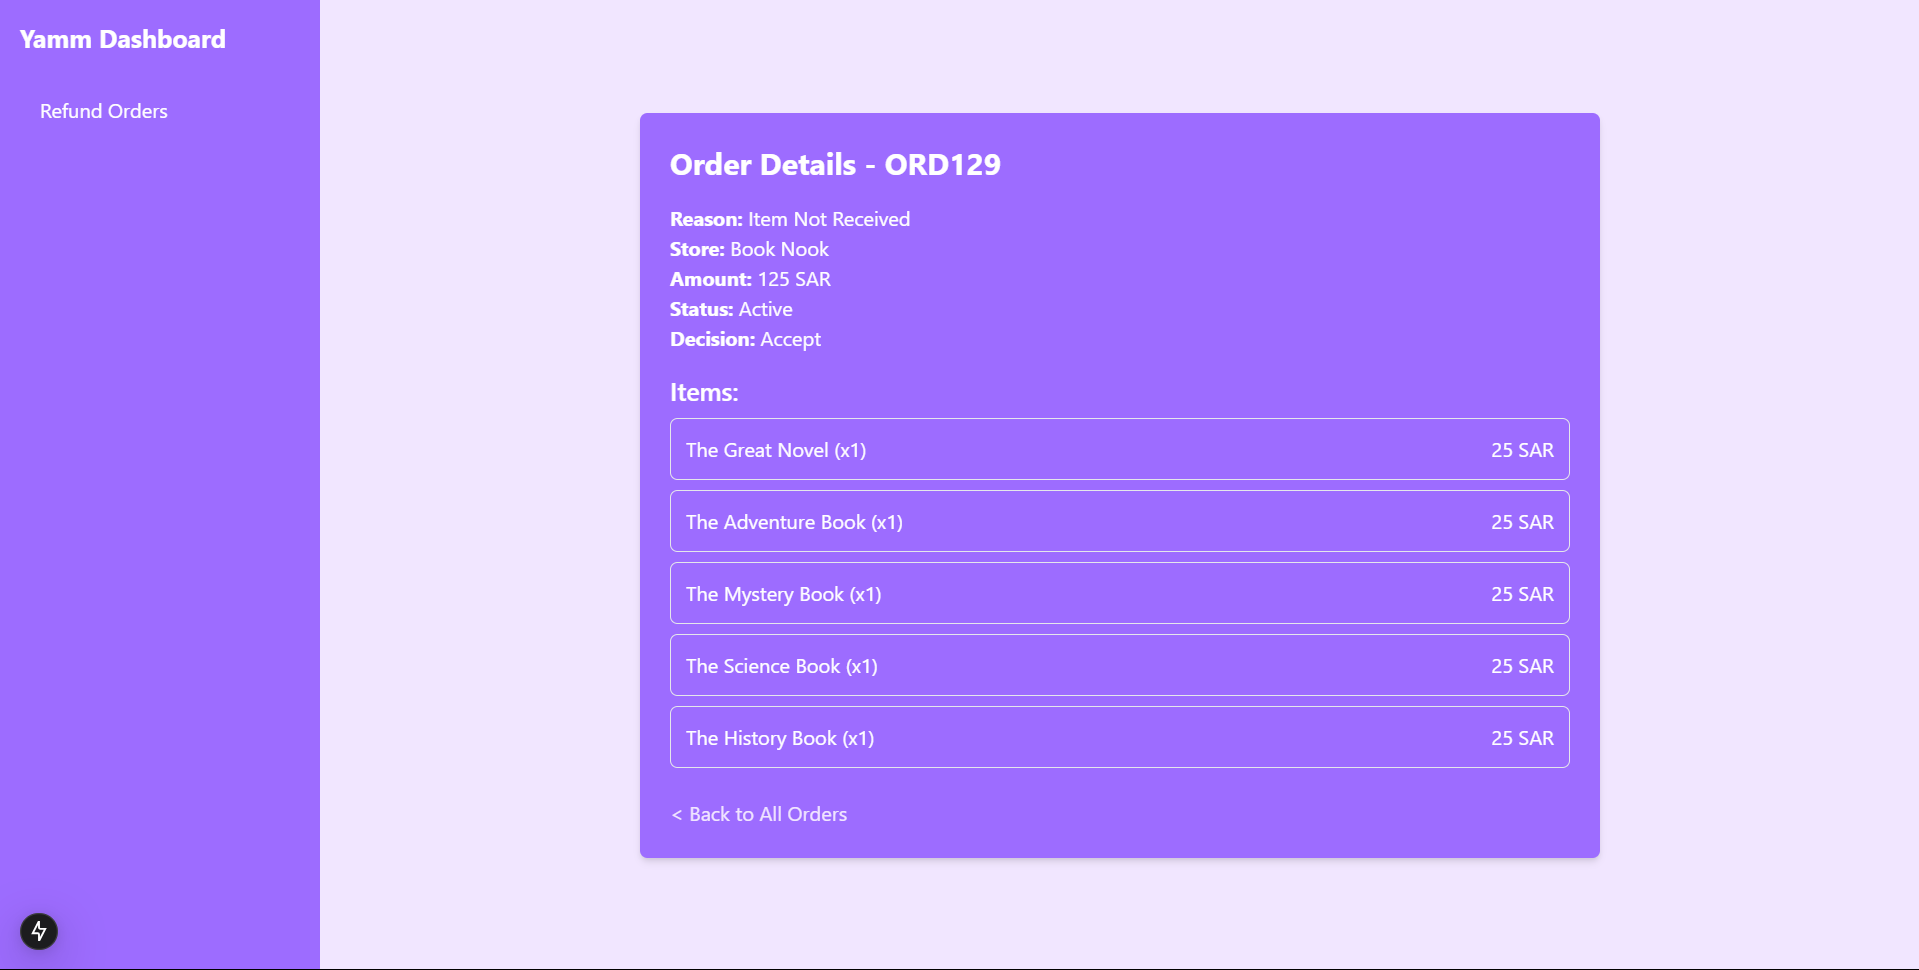 Yamm Dashboard
Refund Orders
Order Details - ORD129
Reason: Item Not Received
Store: Book Nook
Amount: 125 SAR
Status: Active
Decision: Accept
Items:
The Great Novel (x1) 25 SAR
The Adventure Book (x1) 25 SAR
The Mystery Book (x1) 25 SAR
The Science Book (x1) 25 SAR
The History Book (x1) 25 SAR
< Back to All Orders